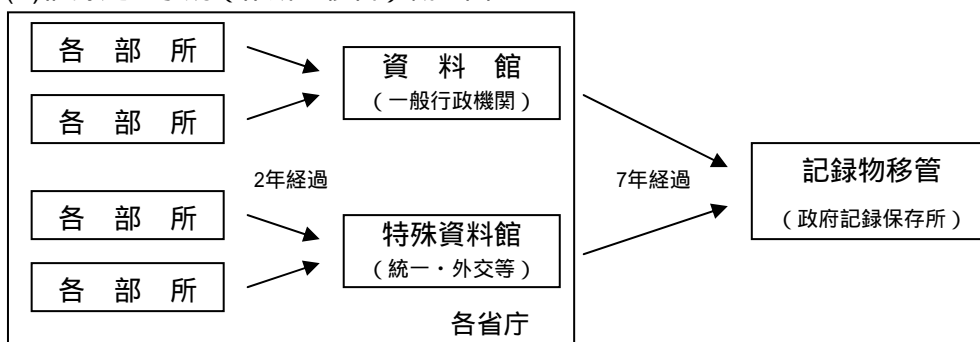 各 部 所
資 料 館
(一般行政機関)
各 部 所
2年経過
7年経過
記録物移管
(政府記録保存所)
各 部 所
特殊資料館
(統一・外交等)
各 部 所
各省庁